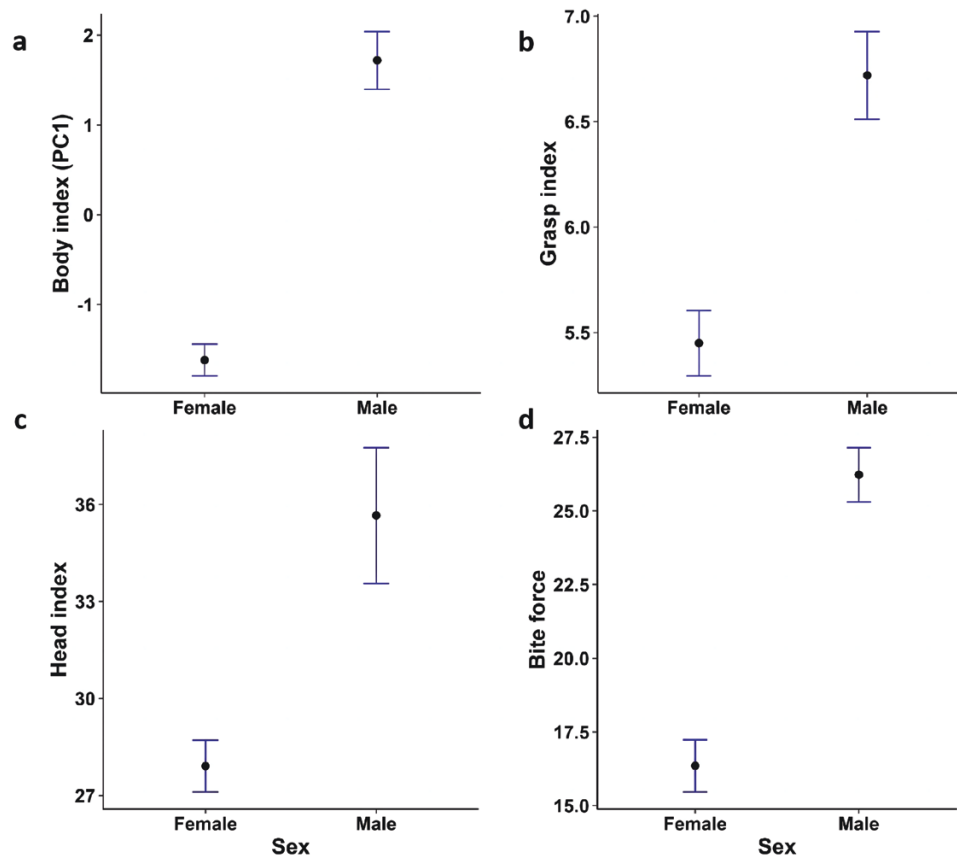 a
Body index (PC1)
2
1
0
-1
Female Male
b
Grasp index
7.0
6.5
6.0
5.5
Female Male
c
Head index
36
33
30
27
Female Male
Sex
d
Bite force
27.5
25.0
22.5
20.0
17.5
15.0
Female Male
Sex